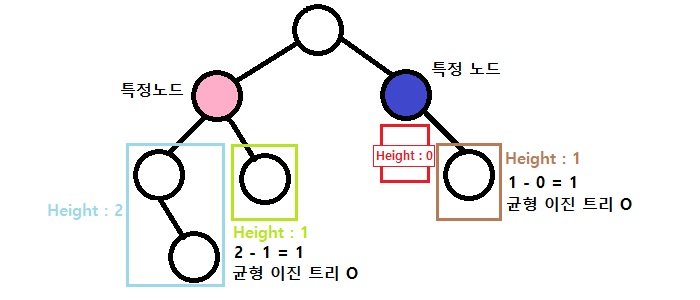 특정노드
특정 노드
Height : 0
Height : 2
Height : 1
2 - 1 = 1
균형 이진 트리 O
Height : 1
1 - 0 = 1
균형 이진 트리 O